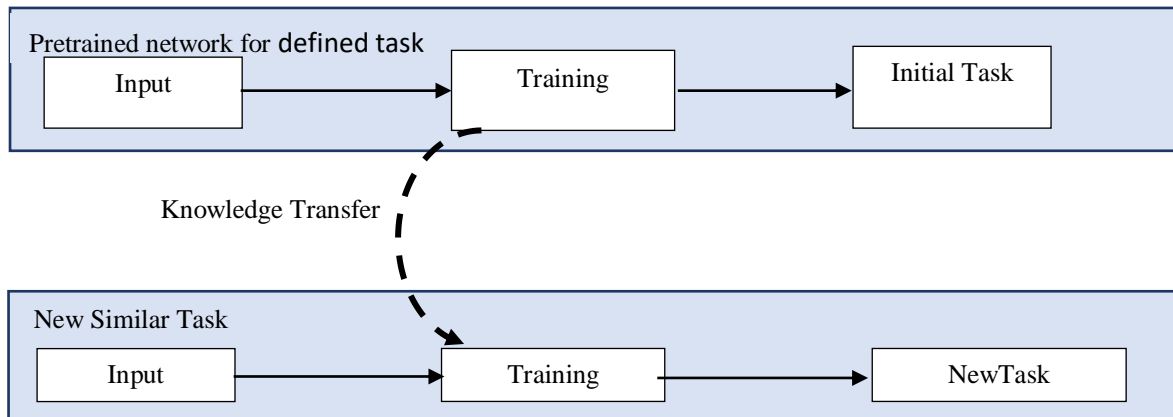 Pretrained network for defined task
Input
Training
Initial Task
Knowledge Transfer
New Similar Task
Input
Training
NewTask